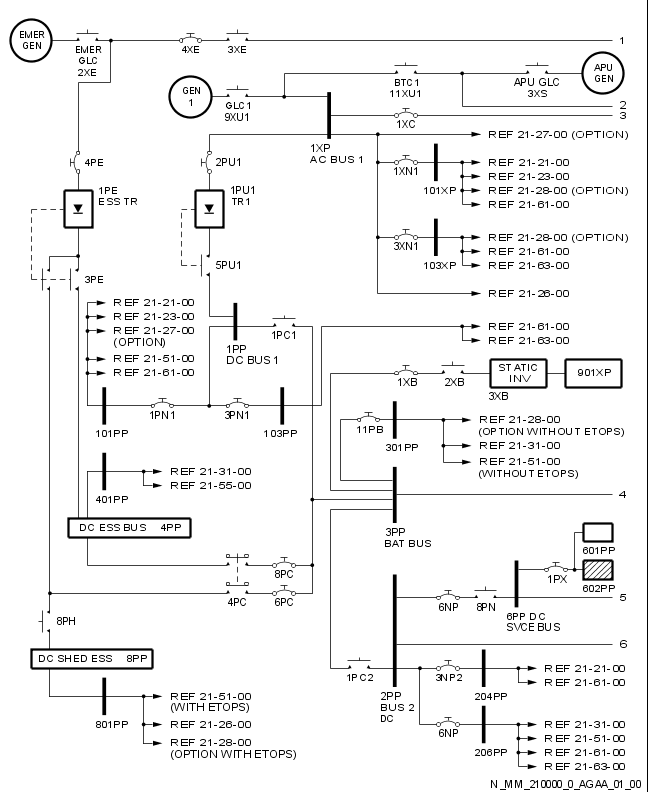 EMER
GEN
EMER
GLC
2XE
4XE
3XE
1
GEN
1
GLC1
9XU1
BTC1
11XU1
APU GLC
3XS
APU
GEN
2
3
1XC
1XP
AC BUS 1
REF 21-27-00 (OPTION)
4PE
2PU1
1XN1
101XP
REF 21-21-00
REF 21-23-00
REF 21-28-00 (OPTION)
REF 21-61-00
1PE
ESS TR
1PU1
TR1
3XN1
103XP
REF 21-28-00 (OPTION)
REF 21-61-00
REF 21-63-00
3PE
5PU1
REF 21-26-00
REF 21-21-00
REF 21-23-00
REF 21-27-00
(OPTION)
REF 21-51-00
REF 21-61-00
1PP
DC BUS 1
1PC1
REF 21-61-00
REF 21-63-00
1XB
2XB
STATIC
INV
3XB
901XP
101PP
1PN1
3PN1
103PP
11PB
301PP
REF 21-28-00
(OPTION WITHOUT ETOPS)
REF 21-31-00
REF 21-51-00
(WITHOUT ETOPS)
401PP
REF 21-31-00
REF 21-55-00
4
DC ESS BUS 4PP
3PP
BAT BUS
8PC
4PC
6PC
601PP
1PX
602PP
8PH
6NP
8PN
5
6PP DC
SVCE BUS
DC SHED ESS 8PP
6
1PC2
2PP
BUS 2
DC
3NP2
204PP
REF 21-21-00
REF 21-61-00
801PP
REF 21-51-00
(WITH ETOPS)
REF 21-26-00
REF 21-28-00
(OPTION WITH ETOPS)
6NP
206PP
REF 21-31-00
REF 21-51-00
REF 21-61-00
REF 21-63-00
N_MM_210000_0_AGAA_01_00